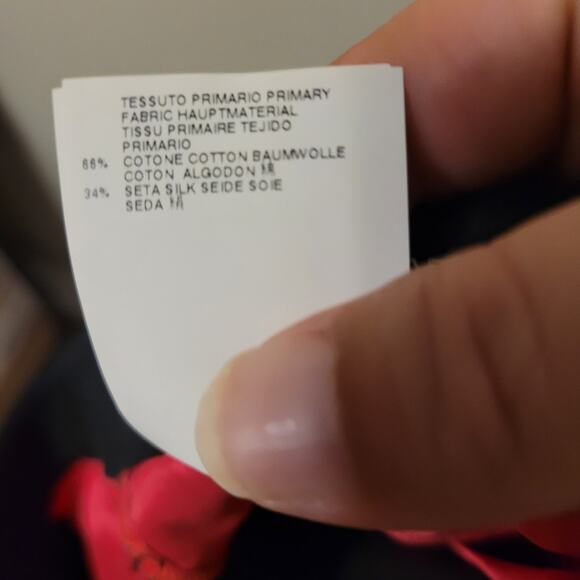 TESSUTO PRIMARIO PRIMARY
FABRIC HAUPTMATERIAL
TISSU PRIMAIRE TEJIDO
PRIMARIO
66% COTONE COTTON BAUMWOLLE
COTON ALGODON 棉
34% SETA SILK SEIDE SOIE
SEDA